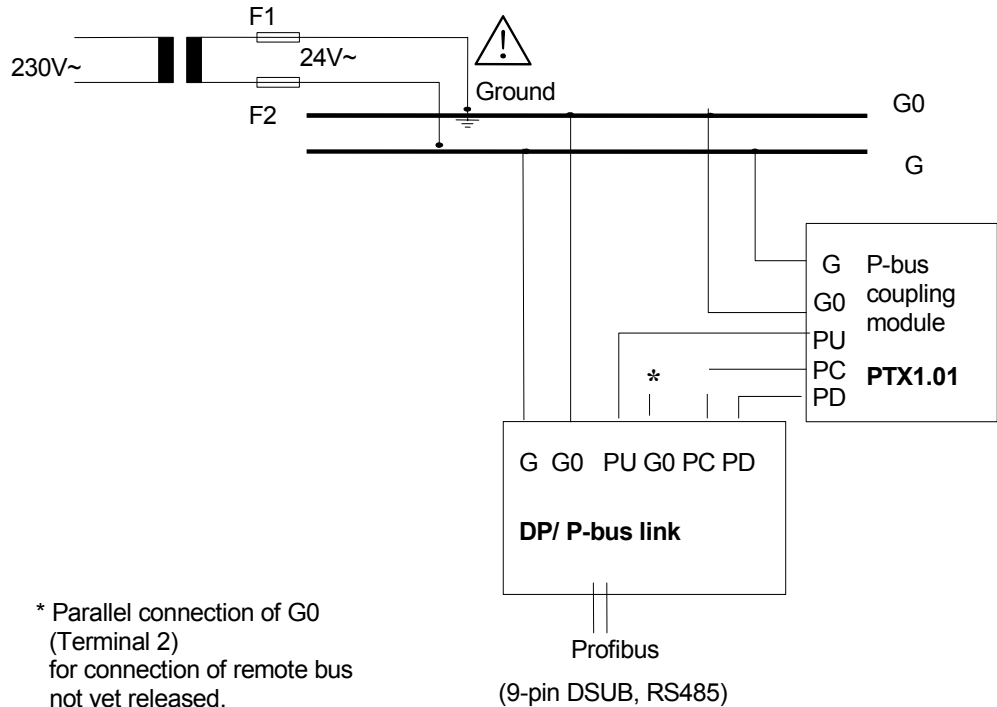 F1
230V~
24V~
F2
Ground
G0
G
G P-bus
coupling
G0 module
PU
PC PTX1.01
PD
*
G G0 PU G0 PC PD
DP/ P-bus link
* Parallel connection of G0
(Terminal 2)
for connection of remote bus
not yet released.
Profibus
(9-pin DSUB, RS485)
!